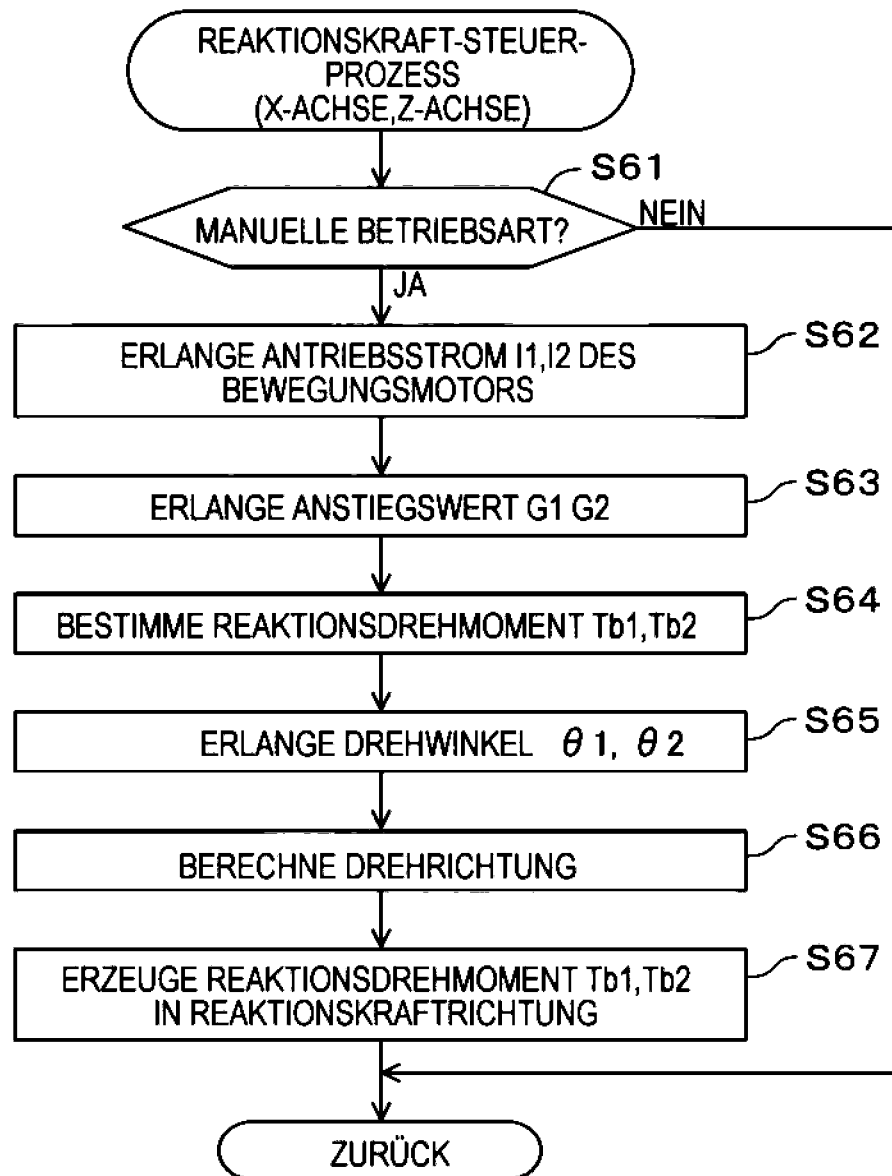 REAKTIONSKRAFT-STEUER-
PROZESS
(X-ACHSE,Z-ACHSE)
S61
MANUELLE BETRIEBSART?
NEIN
JA
S62
ERLANGE ANTRIEBSSTROM I1,I2 DES
BEWEGUNGSMOTORS
S63
ERLANGE ANSTIEGSWERT G1 G2
S64
BESTIMME REAKTIONSDREHMOMENT Tb1,Tb2
S65
ERLANGE DREHWINKEL θ1, θ2
S66
BERECHNE DREHRICHTUNG
S67
ERZEUGE REAKTIONSDREHMOMENT Tb1,Tb2
IN REAKTIONSKRAFTRICHTUNG
ZURÜCK